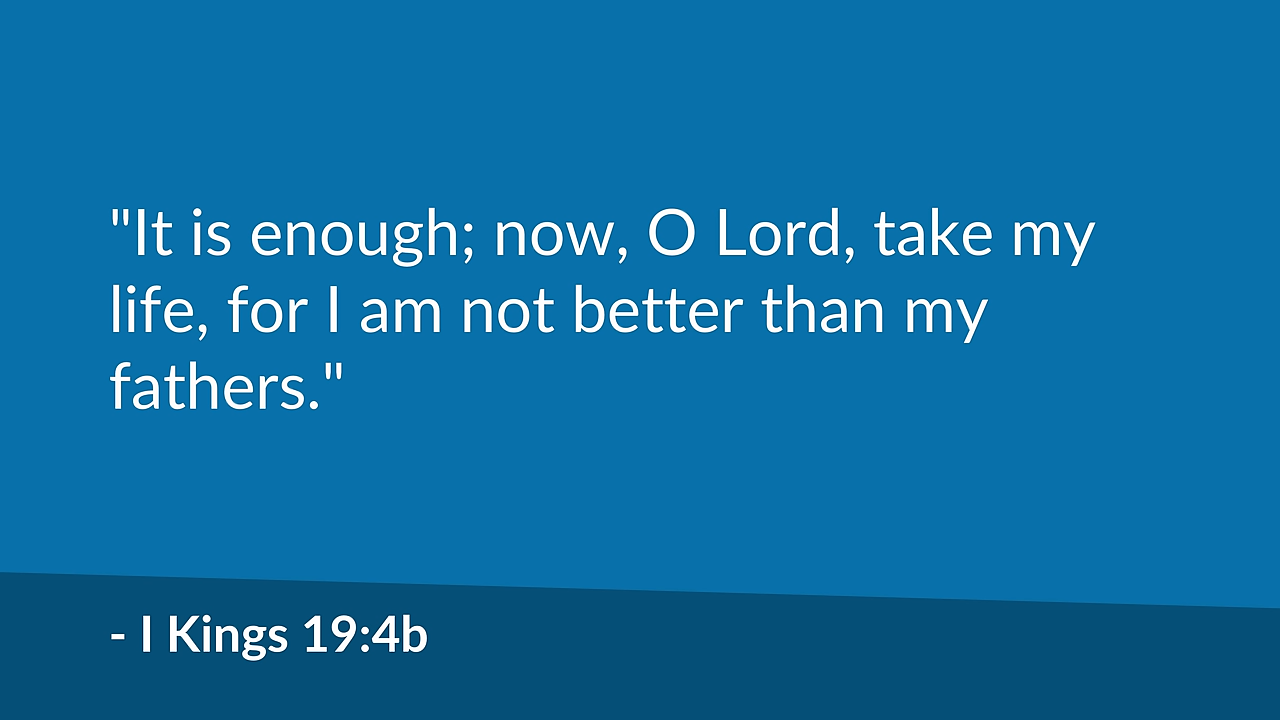 "It is enough; now, O Lord, take my
life, for I am not better than my
fathers."
- I Kings 19:4b